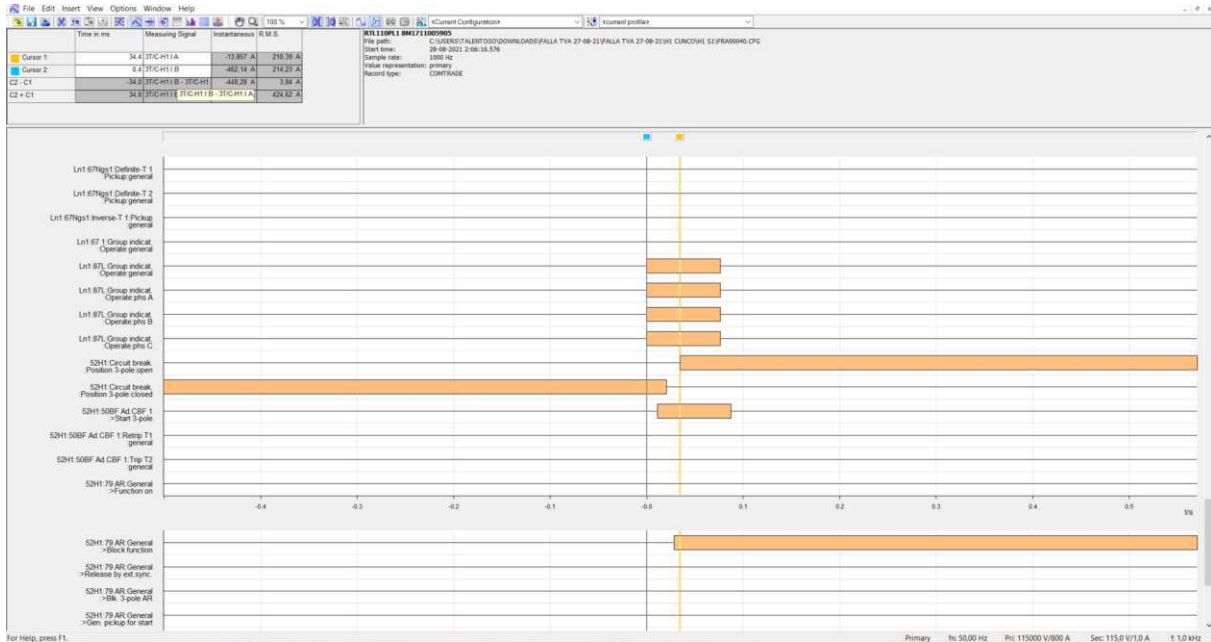 File Edit Insert View Options Window Help
100 % <Current Configuration> <current profile>
Time in ms Measuring Signal Instantaneous R.M.S.
Cursor 1: 34,4 3T/C-H1:I A -13,857 A 210,39 A
Cursor 2: 0,4 3T/C-H1:I B -462,14 A 214,23 A
C2 - C1 -34,0 3T/C-H1:I B - 3T/C-H1 -448,28 A 3,84 A
C2 + C1 34,8 3T/C-H1:I 3T/C-H1:I B - 3T/C-H1:I A 424,62 A
RTL110PL1 BM1711005905
File path: C:\USERS\TALENTOSO\DOWNLOADS\FALLA TVA 27-08-21\FALLA TVA 27-08-21\H1 CUNCO\H1 S1\FRA00040.CFG
Start time: 28-08-2021 2:06:16.576
Sample rate: 1000 Hz
Value representation: primary
Record type: COMTRADE
Ln1:67Ngs1:Definite-T 1
:Pickup:general
Ln1:67Ngs1:Definite-T 2
:Pickup:general
Ln1:67Ngs1:Inverse-T 1:Pickup
:general
Ln1:67 1:Group indicat.
:Operate:general
Ln1:87L:Group indicat.
:Operate:general
Ln1:87L:Group indicat.
:Operate:phs A
Ln1:87L:Group indicat.
:Operate:phs B
Ln1:87L:Group indicat.
:Operate:phs C
52H1:Circuit break.
:Position 3-pole:open
52H1:Circuit break.
:Position 3-pole:closed
52H1:50BF Ad.CBF 1
:>Start 3-pole
52H1:50BF Ad.CBF 1:Retrip T1
:general
52H1:50BF Ad.CBF 1:Trip T2
:general
52H1:79 AR:General
:>Function on
-0.4 -0.3 -0.2 -0.1 -0.0 0.1 0.2 0.3 0.4 0.5 t/s
52H1:79 AR:General
:>Block function
52H1:79 AR:General
:>Release by ext.sync.
52H1:79 AR:General
:>Blk. 3-pole AR
52H1:79 AR:General
:>Gen. pickup for start
For Help, press F1. Primary fn: 50,00 Hz Pri: 115000 V/800 A Sec: 115,0 V/1,0 A f: 1,0 kHz